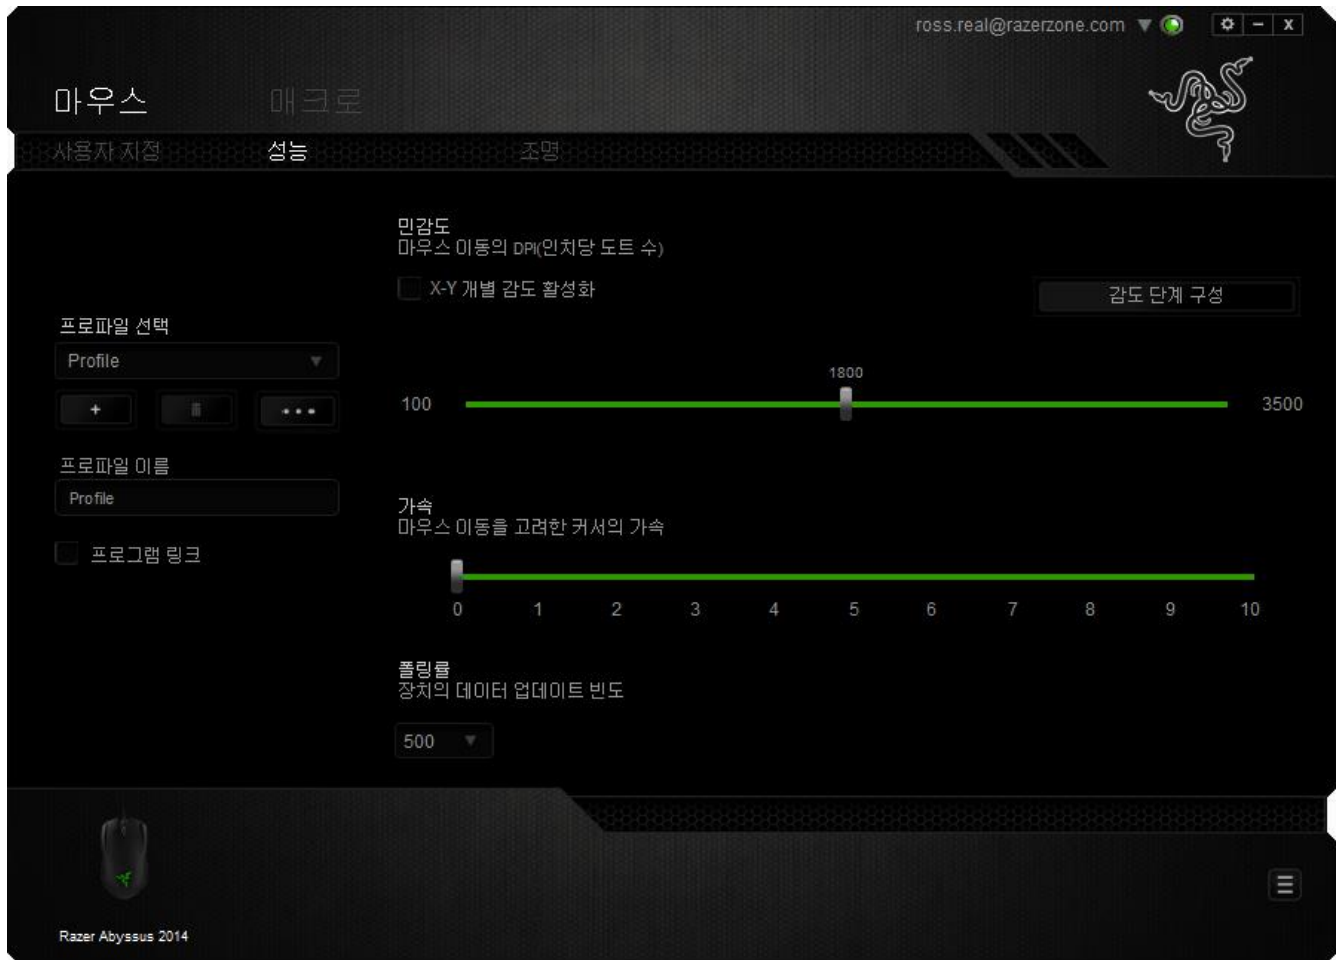 ross.real@razerzone.com
마우스 매크로
사용자 지정 성능 조명
민감도
마우스 이동의 DPI(인치당 도트 수)
X-Y 개별 감도 활성화
감도 단계 구성
프로파일 선택
Profile
1800
100 3500
프로파일 이름
Profile
가속
마우스 이동을 고려한 커서의 가속
프로그램 링크
0 1 2 3 4 5 6 7 8 9 10
폴링률
장치의 데이터 업데이트 빈도
500
Razer Abyssus 2014